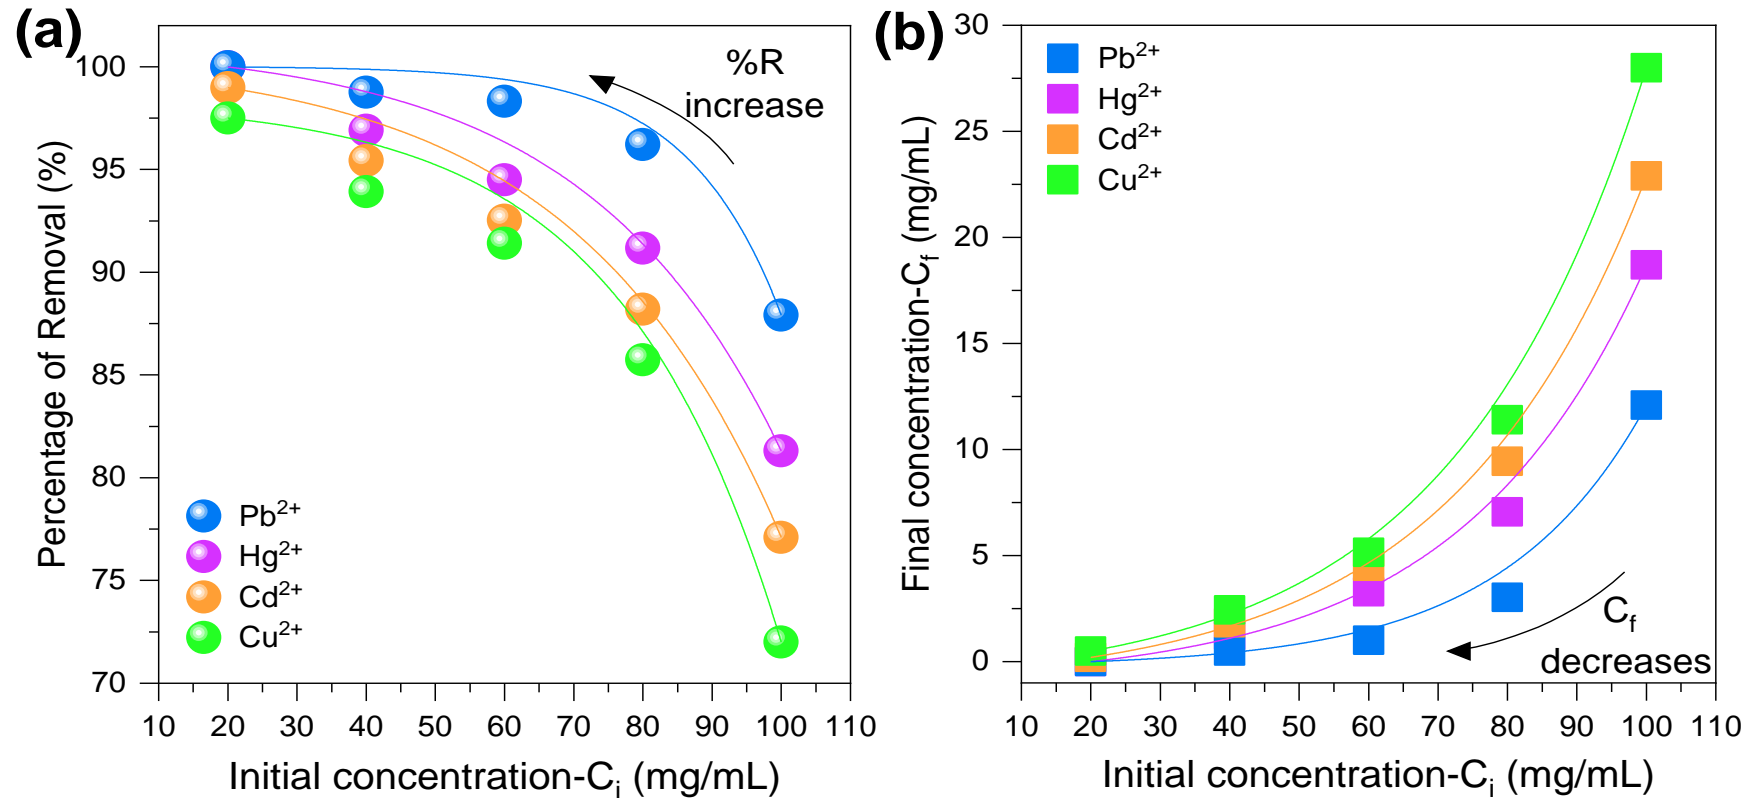 (a)
%R
increase
Percentage of Removal (%)
100
95
90
85
80
75
70
Pb²⁺
Hg²⁺
Cd²⁺
Cu²⁺
10 20 30 40 50 60 70 80 90 100 110
Initial concentration-Cᵢ (mg/mL)
(b)
Pb²⁺
Hg²⁺
Cd²⁺
Cu²⁺
Final concentration-C_f (mg/mL)
30
25
20
15
10
5
0
C_f
decreases
10 20 30 40 50 60 70 80 90 100 110
Initial concentration-Cᵢ (mg/mL)